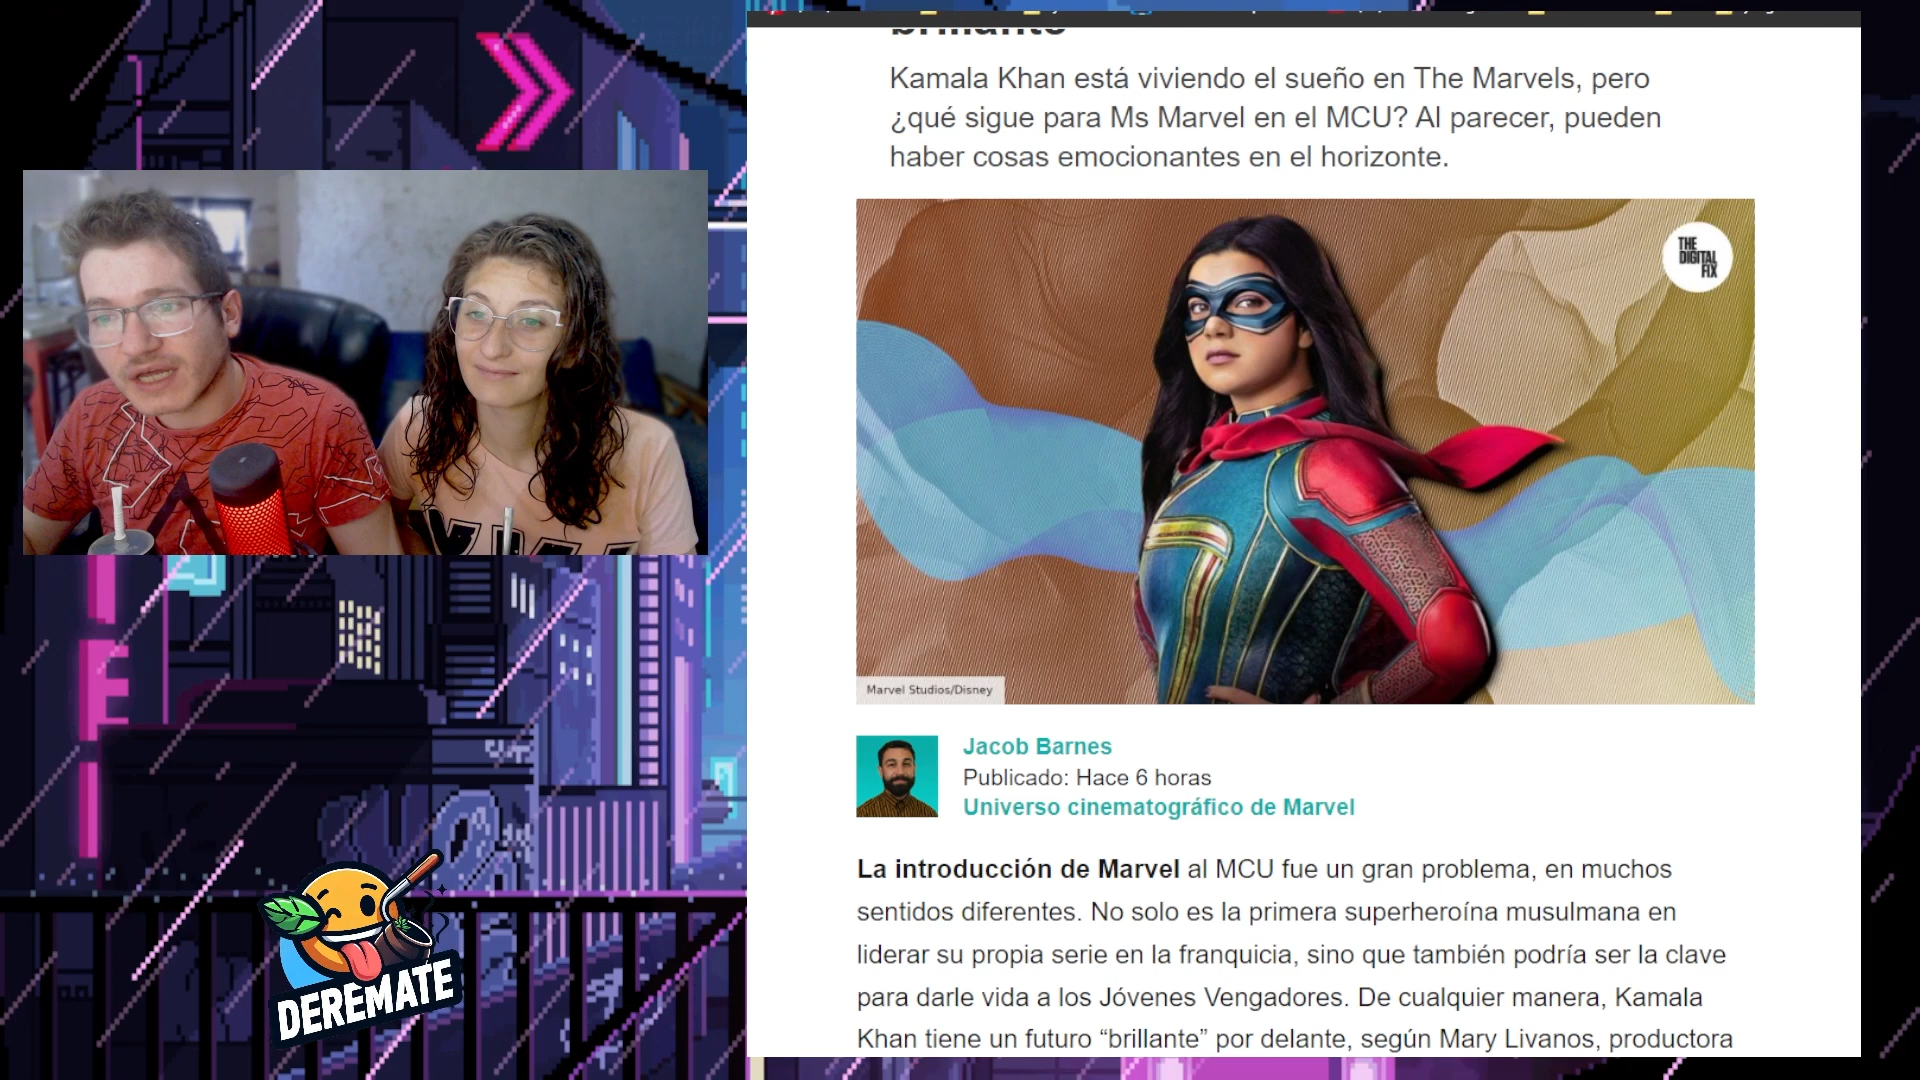 brillante
Kamala Khan está viviendo el sueño en The Marvels, pero
¿qué sigue para Ms Marvel en el MCU? Al parecer, pueden
haber cosas emocionantes en el horizonte.
THE
DIGITAL
FIX
Marvel Studios/Disney
Jacob Barnes
Publicado: Hace 6 horas
Universo cinematográfico de Marvel
La introducción de Marvel al MCU fue un gran problema, en muchos
sentidos diferentes. No solo es la primera superheroína musulmana en
liderar su propia serie en la franquicia, sino que también podría ser la clave
para darle vida a los Jóvenes Vengadores. De cualquier manera, Kamala
Khan tiene un futuro “brillante” por delante, según Mary Livanos, productora
DEREMATE